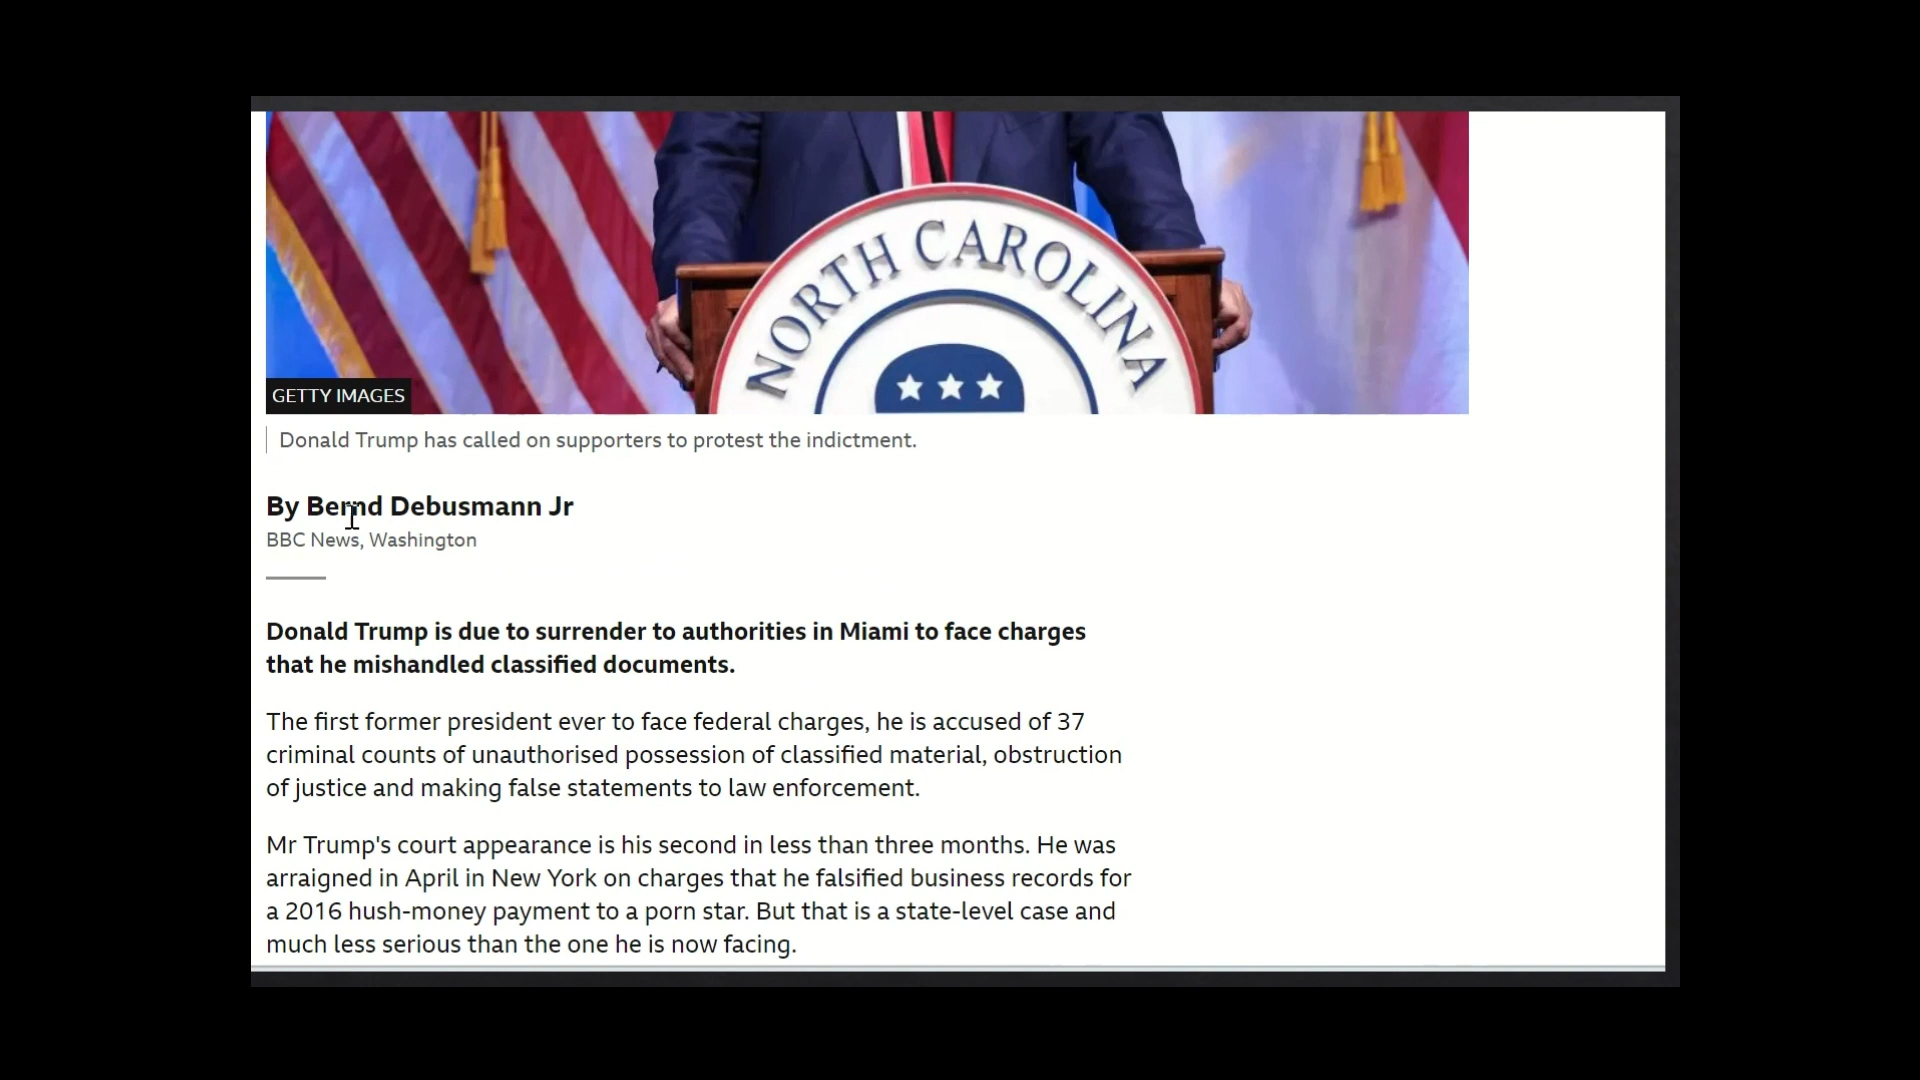 NORTH CAROLINA
GETTY IMAGES
Donald Trump has called on supporters to protest the indictment.
By Bernd Debusmann Jr
BBC News, Washington
Donald Trump is due to surrender to authorities in Miami to face charges
that he mishandled classified documents.
The first former president ever to face federal charges, he is accused of 37
criminal counts of unauthorised possession of classified material, obstruction
of justice and making false statements to law enforcement.
Mr Trump's court appearance is his second in less than three months. He was
arraigned in April in New York on charges that he falsified business records for
a 2016 hush-money payment to a porn star. But that is a state-level case and
much less serious than the one he is now facing.